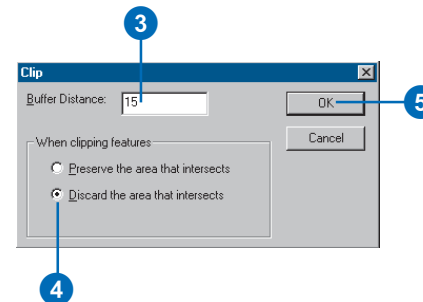 3
Clip
Buffer Distance: 15
OK
5
When clipping features
Cancel
Preserve the area that intersects
Discard the area that intersects
4